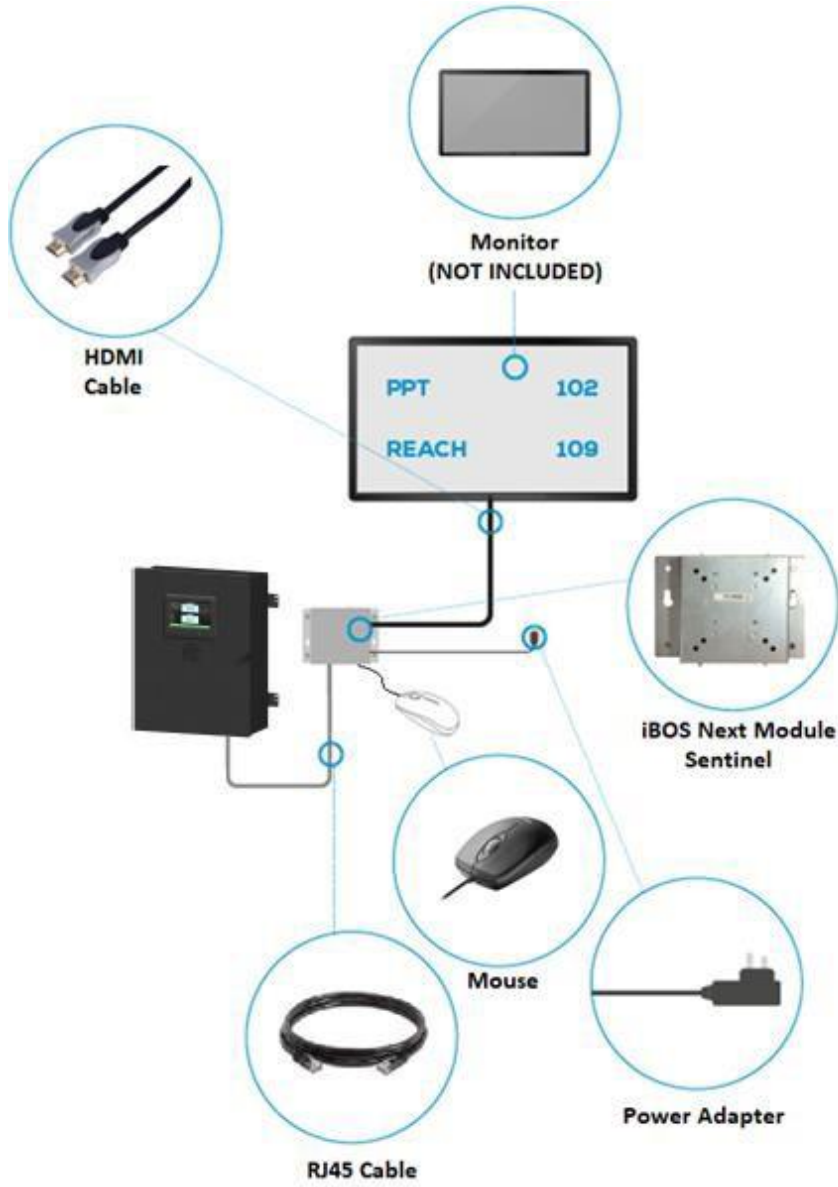 Monitor
(NOT INCLUDED)
HDMI
Cable
PPT 102
REACH 109
iBOS Next Module
Sentinel
Mouse
Power Adapter
RJ45 Cable